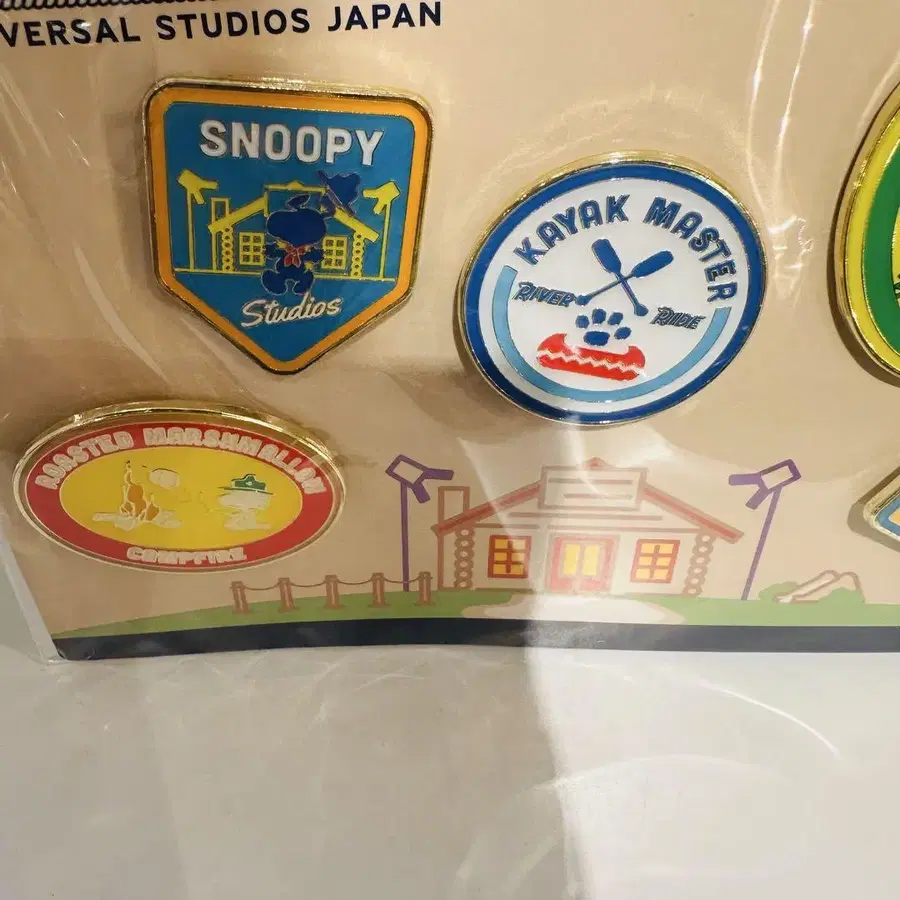 VERSAL STUDIOS JAPAN
SNOOPY
Studios
KAYAK MASTER
RIVER RIDE
ROASTED MARSHMALLOW
CAMPFIRE